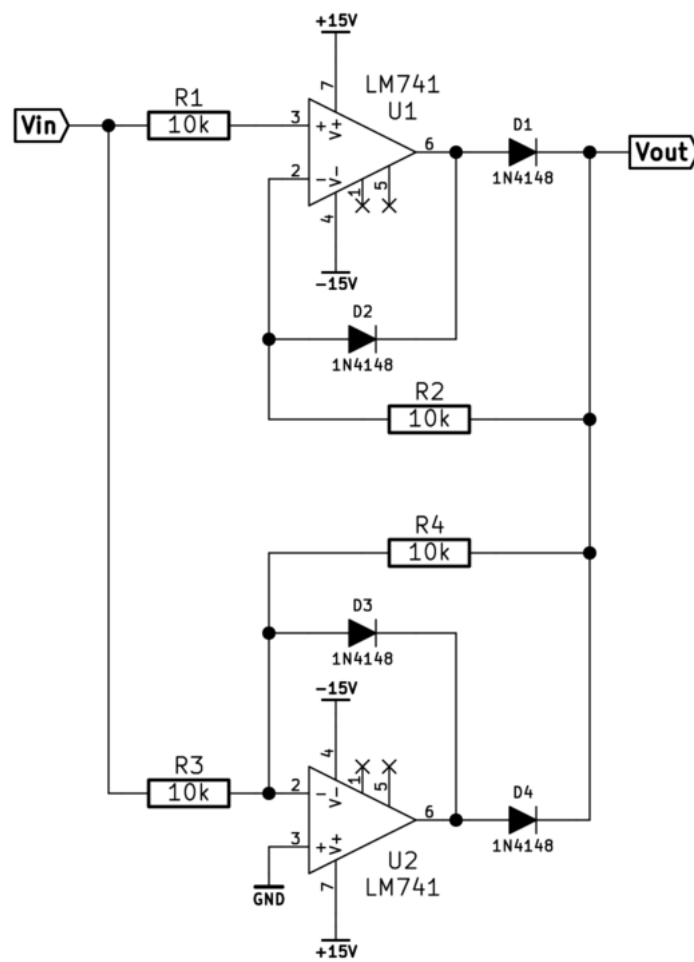 +15V
7
LM741
U1
R1
10k
Vin
3
+
V+
6
D1
1N4148
Vout
2
-
V-
1
5
4
-15V
D2
1N4148
R2
10k
R4
10k
D3
1N4148
-15V
4
1
5
R3
10k
2
-
V-
6
D4
1N4148
3
+
V+
U2
LM741
GND
7
+15V